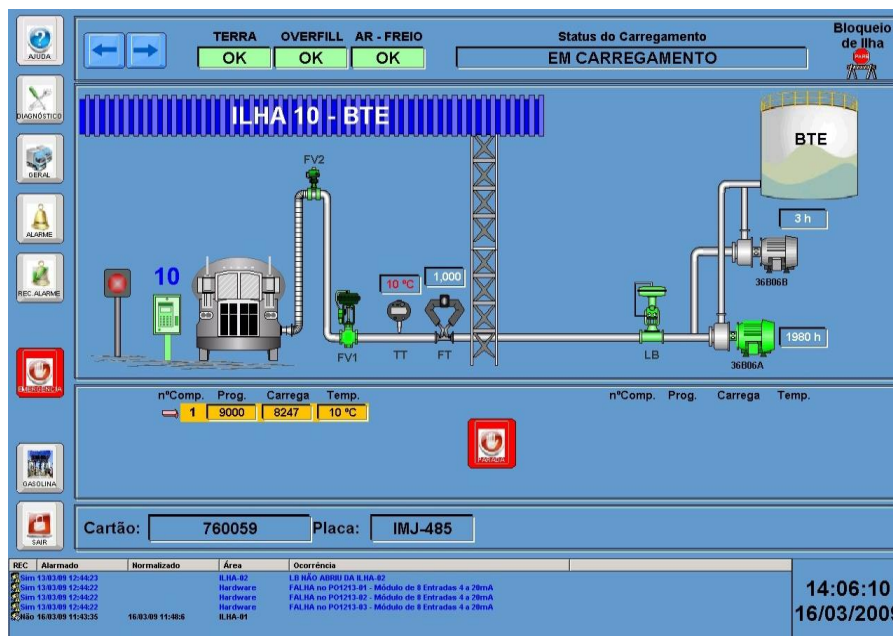 AJUDA
TERRA OVERFILL AR - FREIO
OK OK OK
Status do Carregamento
EM CARREGAMENTO
Bloqueio
de Ilha
PARE
DIAGNÓSTICO
GERAL
ALARME
REC.ALARME
EMERGÊNCIA
GASOLINA
SAIR
ILHA 10 - BTE
FV2
BTE
3 h
36B06B
10
10 ºC
1,000
FV1
TT
FT
LB
1980 h
36B06A
nºComp. Prog. Carrega Temp.
1 9000 8247 10 ºC
nºComp. Prog. Carrega Temp.
PARADA
Cartão: 760059 Placa: IMJ-485
REC Alarmado Normalizado Área Ocorrência
Sim 13/03/09 12:44:23 ILHA-02 LB NÃO ABRIU DA ILHA-02
Sim 13/03/09 12:44:22 Hardware FALHA no PO1213-01 - Módulo de 8 Entradas 4 a 20mA
Sim 13/03/09 12:44:22 Hardware FALHA no PO1213-02 - Módulo de 8 Entradas 4 a 20mA
Sim 13/03/09 12:44:22 Hardware FALHA no PO1213-03 - Módulo de 8 Entradas 4 a 20mA
Não 16/03/09 11:43:35 16/03/09 11:48:6 ILHA-01
14:06:10
16/03/2009